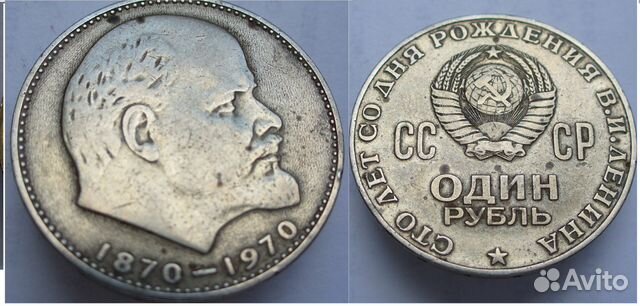 1870-1970
СТО ЛЕТ СО ДНЯ РОЖДЕНИЯ В.И.ЛЕНИНА
СС СР
ОДИН
РУБЛЬ
Avito